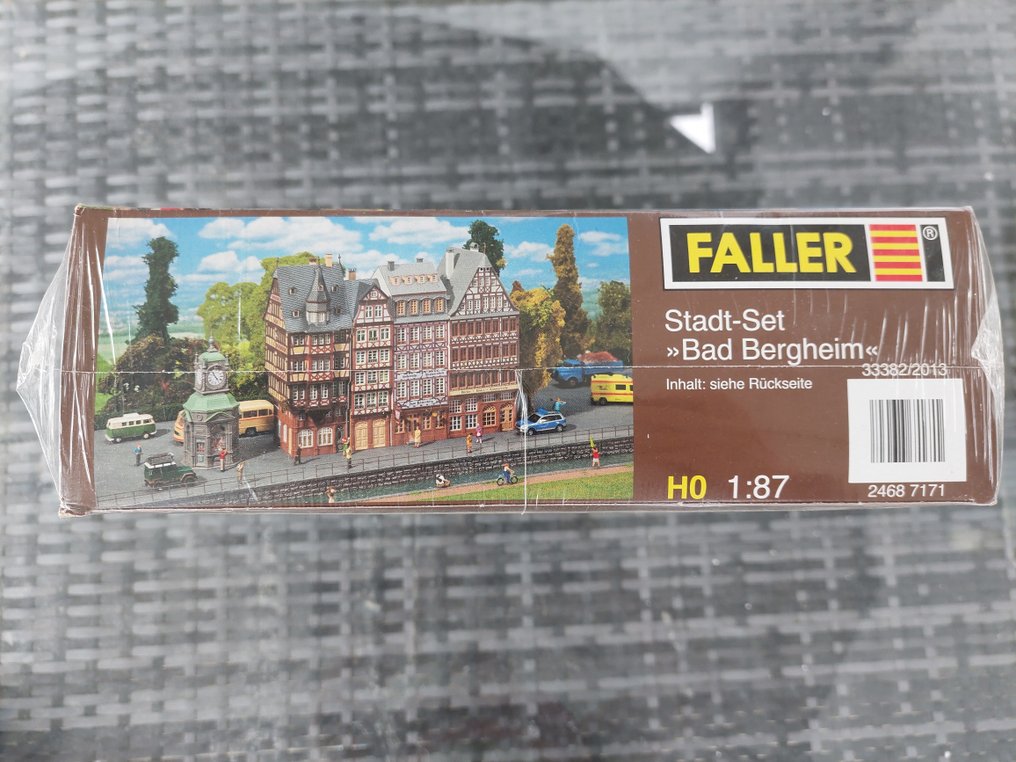 FALLER ®
Stadt-Set
»Bad Bergheim«
33382/2013
Inhalt: siehe Rückseite
H0 1:87
2468 7171